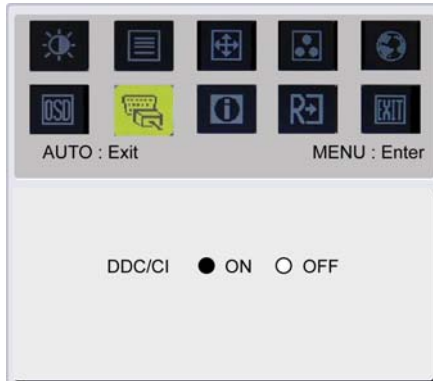 OSD i R EXIT
AUTO : Exit MENU : Enter
DDC/CI ON OFF